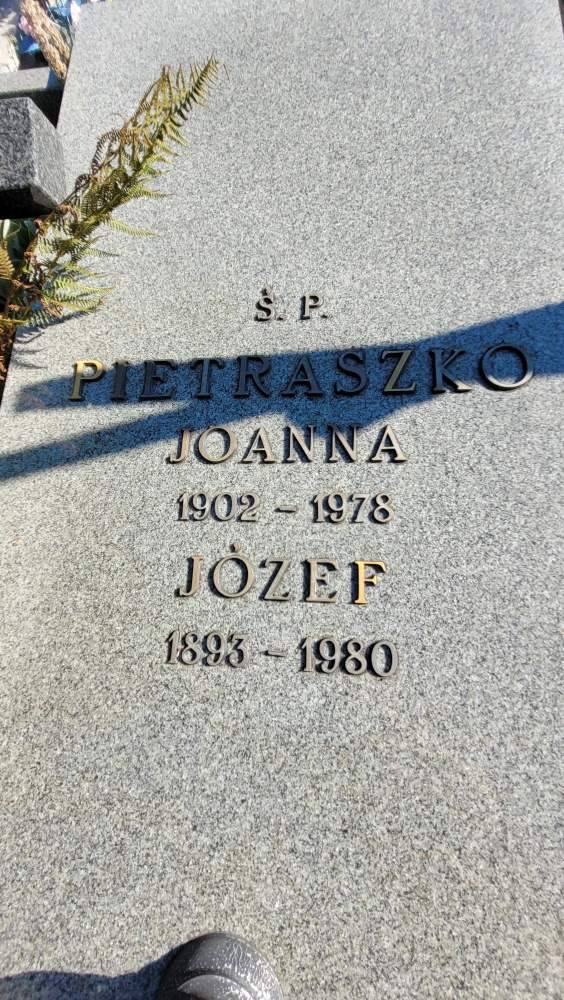 Ś. P.
PIETRASZKO
JOANNA
1902 - 1978
JÓZEF
1893 - 1980